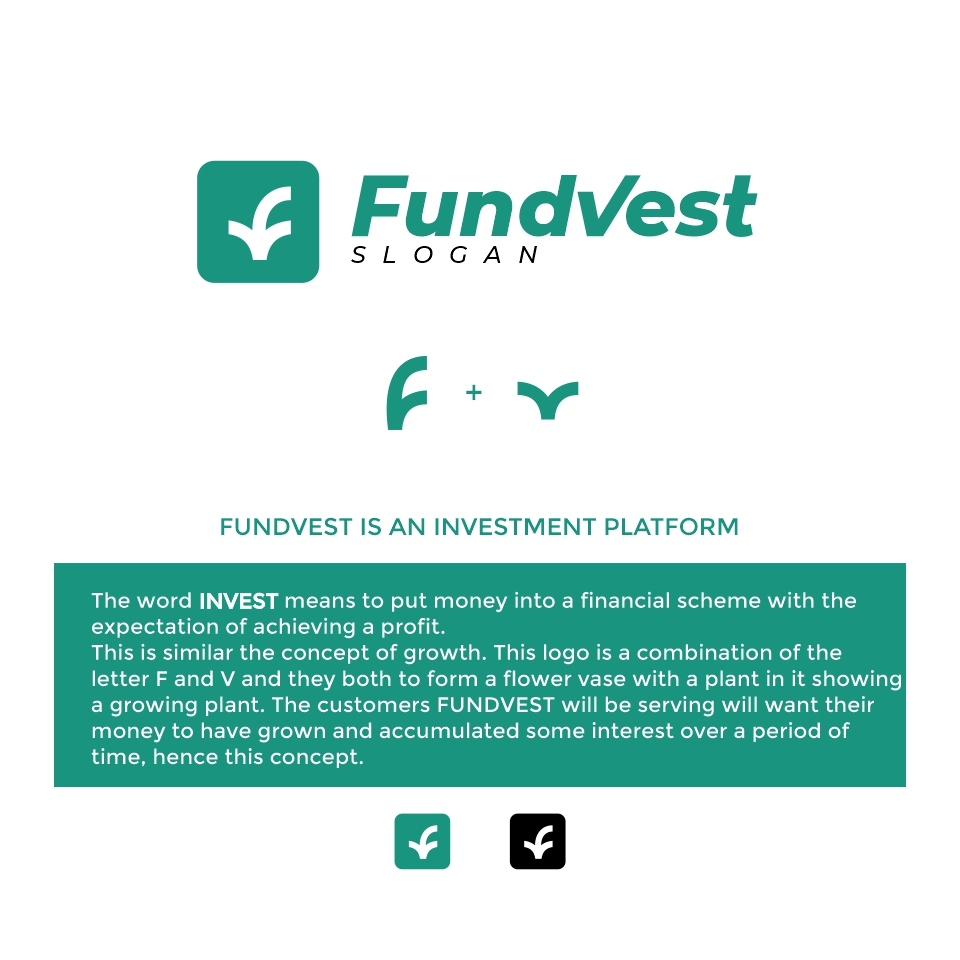 FundVest
SLOGAN
+
FUNDVEST IS AN INVESTMENT PLATFORM
The word INVEST means to put money into a financial scheme with the
expectation of achieving a profit.
This is similar the concept of growth. This logo is a combination of the
letter F and V and they both to form a flower vase with a plant in it showing
a growing plant. The customers FUNDVEST will be serving will want their
money to have grown and accumulated some interest over a period of
time, hence this concept.